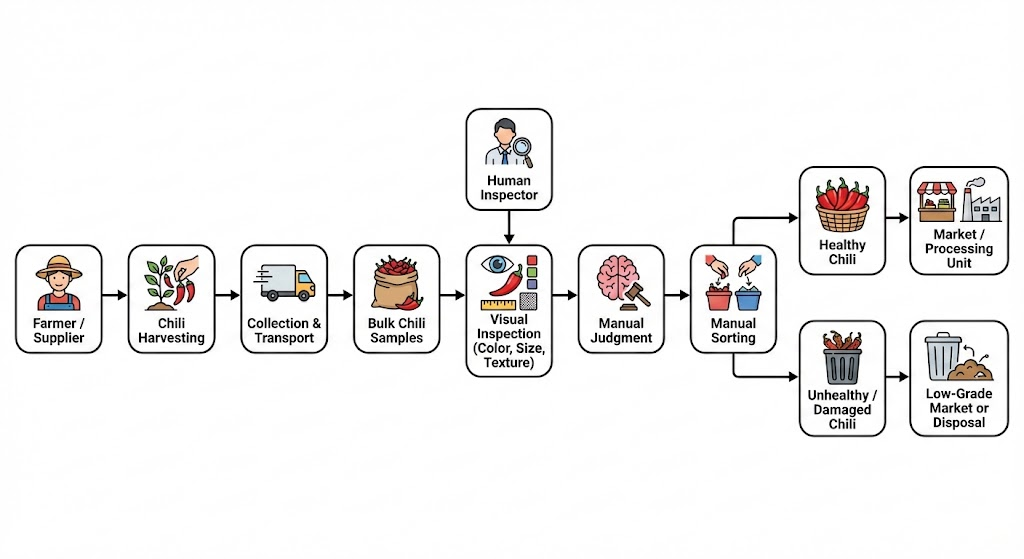 Human
Inspector
Farmer /
Supplier
Chili
Harvesting
Collection &
Transport
Bulk Chili
Samples
Visual
Inspection
(Color, Size,
Texture)
Manual
Judgment
Manual
Sorting
Healthy
Chili
Market /
Processing
Unit
Unhealthy /
Damaged
Chili
Low-Grade
Market or
Disposal